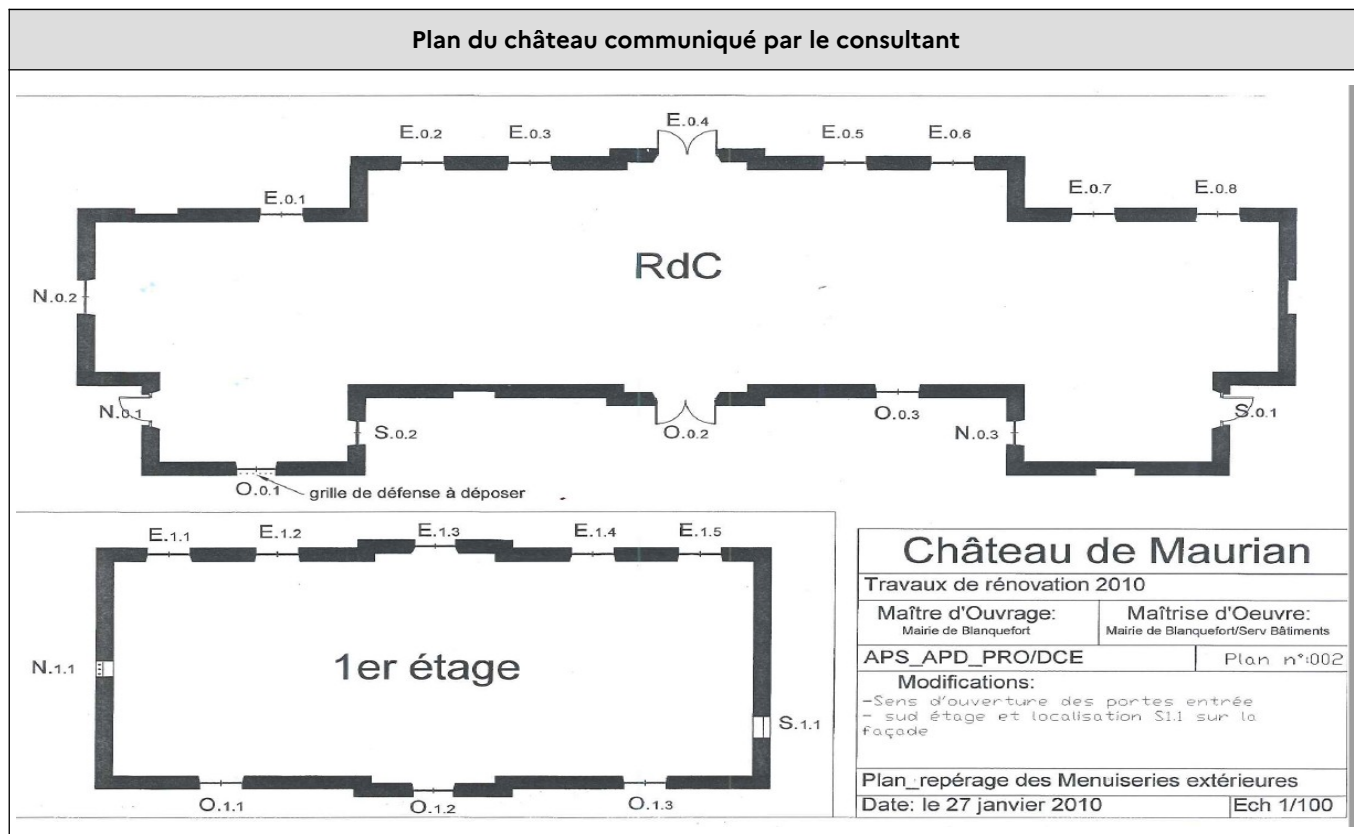 Plan du château communiqué par le consultant
E.0.4
E.0.2 E.0.3 E.0.5 E.0.6
E.0.1 E.0.7 E.0.8
RdC
N.0.2
N.0.1 S.0.2 O.0.2 O.0.3 N.0.3 S.0.1
O.0.1 grille de défense à déposer
E.1.1 E.1.2 E.1.3 E.1.4 E.1.5
N.1.1 1er étage
S.1.1
O.1.1 O.1.2 O.1.3
Château de Maurian
Travaux de rénovation 2010
Maître d'Ouvrage: Maîtrise d'Oeuvre:
Mairie de Blanquefort Mairie de Blanquefort/Serv Bâtiments
APS_APD_PRO/DCE Plan n°:002
Modifications:
-Sens d'ouverture des portes entrée
- sud étage et localisation S1.1 sur la
façade
Plan_repérage des Menuiseries extérieures
Date: le 27 janvier 2010 Ech 1/100